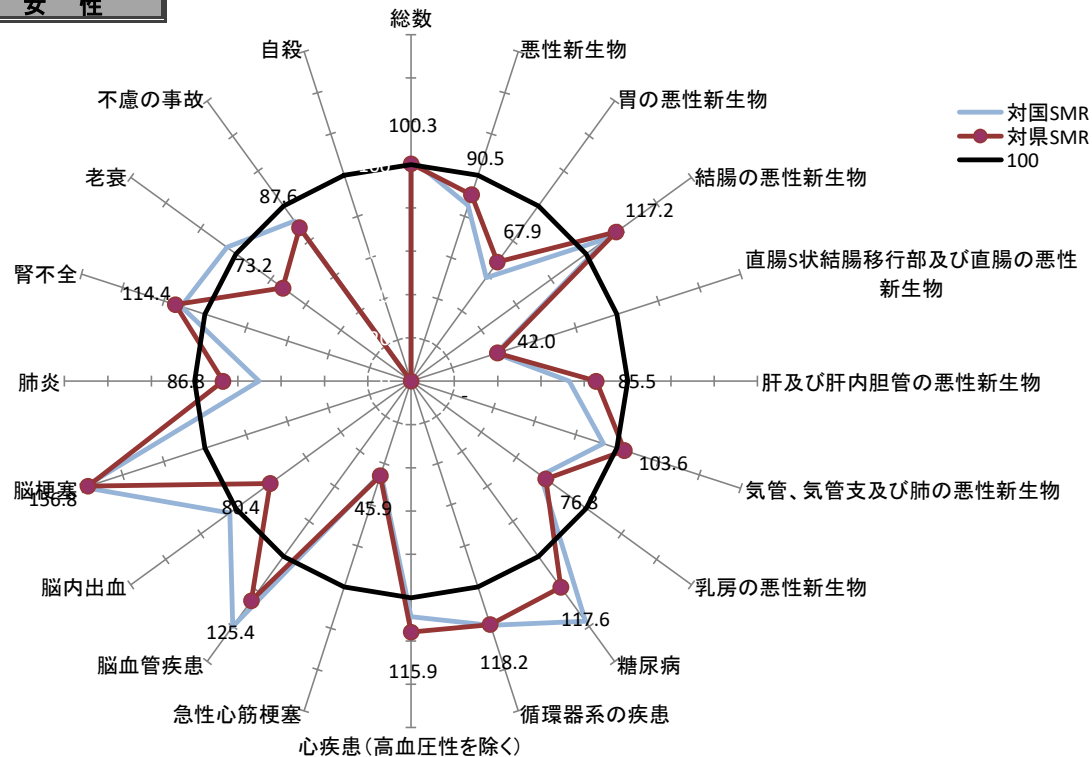 女 性
総数
悪性新生物
胃の悪性新生物
結腸の悪性新生物
直腸S状結腸移行部及び直腸の悪性
新生物
肝及び肝内胆管の悪性新生物
気管、気管支及び肺の悪性新生物
乳房の悪性新生物
糖尿病
循環器系の疾患
心疾患(高血圧性を除く)
急性心筋梗塞
脳血管疾患
脳内出血
脳梗塞
肺炎
腎不全
老衰
不慮の事故
自殺
対国SMR
対県SMR
100
100.3
90.5
67.9
117.2
42.0
85.5
103.6
76.8
117.6
118.2
115.9
45.9
125.4
80.4
156.8
86.8
114.4
73.2
87.6
-